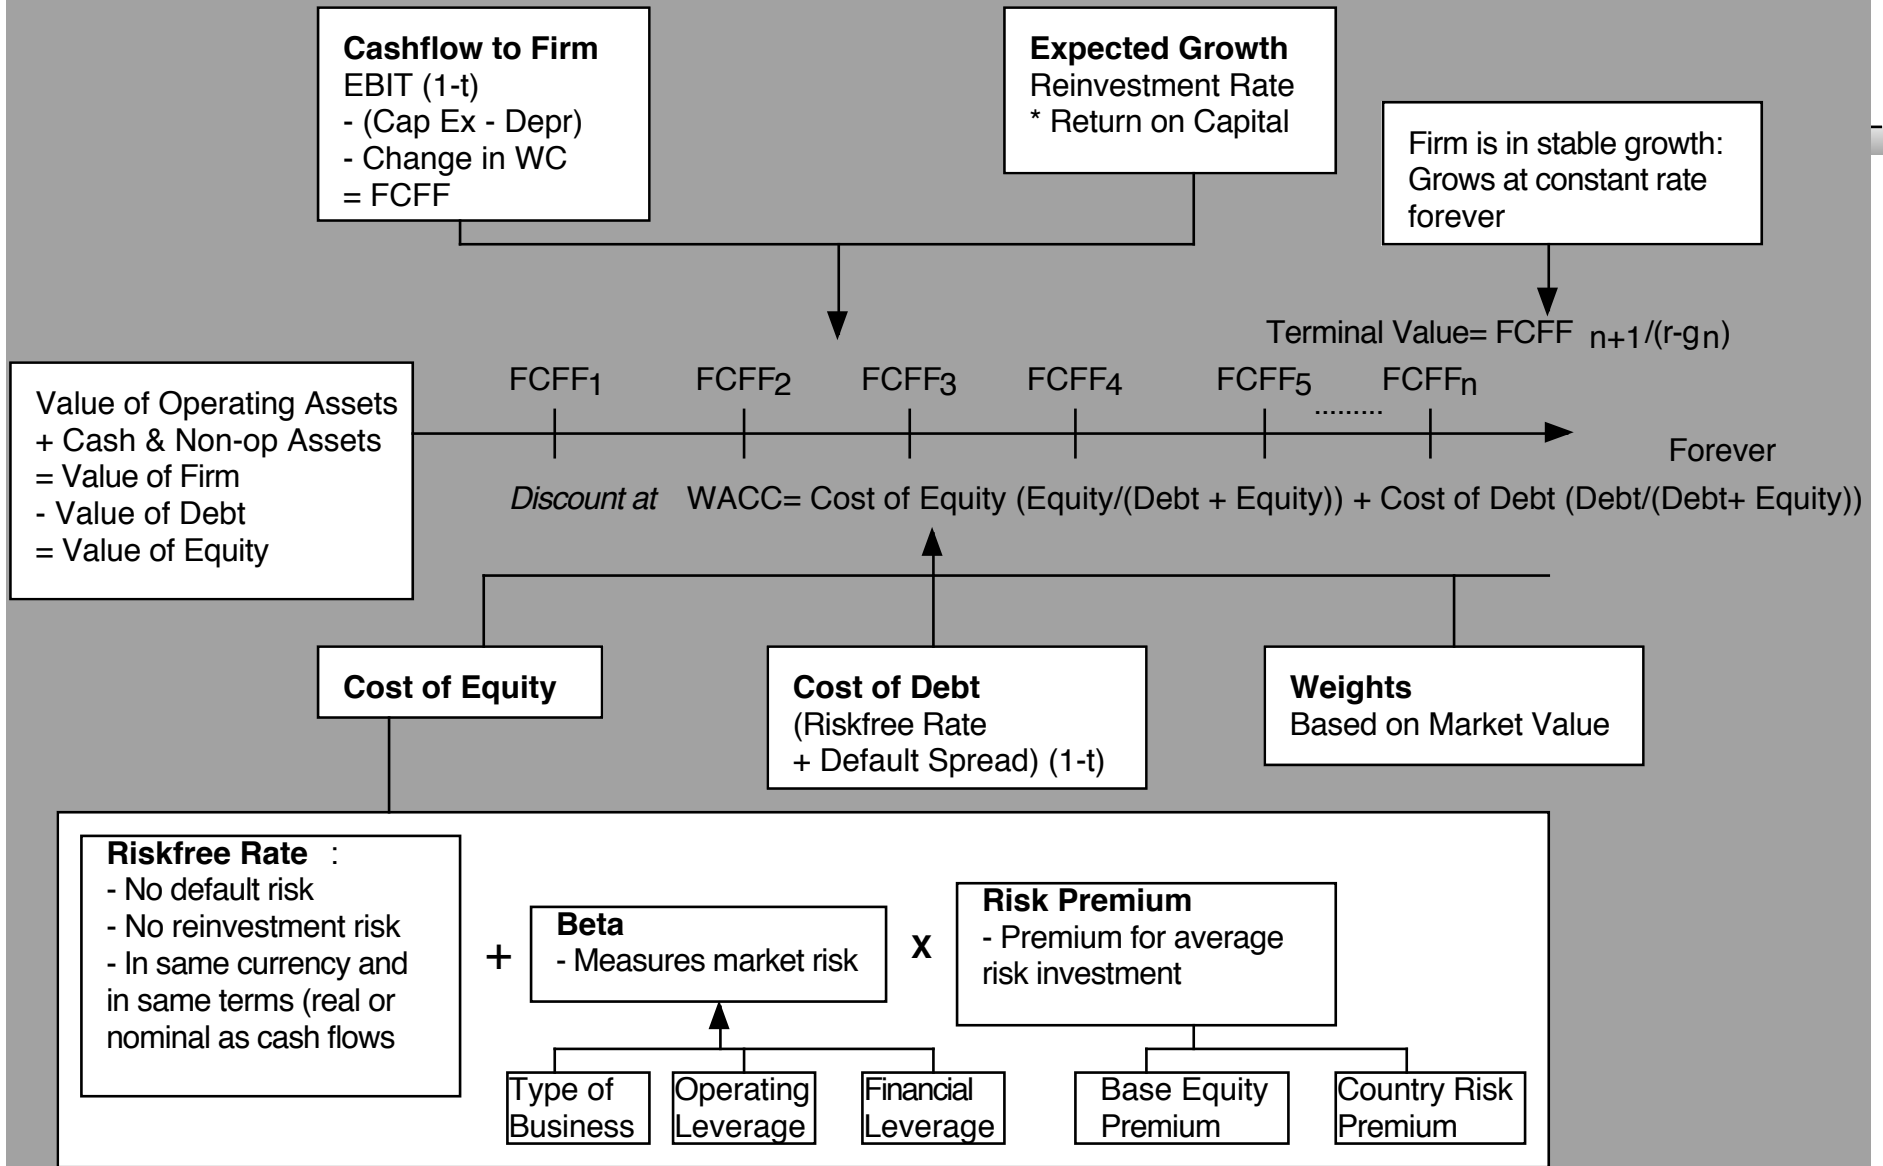 Cashflow to Firm
EBIT (1-t)
- (Cap Ex - Depr)
- Change in WC
= FCFF
Expected Growth
Reinvestment Rate
* Return on Capital
Firm is in stable growth:
Grows at constant rate
forever
Terminal Value= FCFF n+1/(r-gn)
FCFF1 FCFF2 FCFF3 FCFF4 FCFF5 ......... FCFFn
Forever
Value of Operating Assets
+ Cash & Non-op Assets
= Value of Firm
- Value of Debt
= Value of Equity
Discount at WACC= Cost of Equity (Equity/(Debt + Equity)) + Cost of Debt (Debt/(Debt+ Equity))
Cost of Equity
Cost of Debt
(Riskfree Rate
+ Default Spread) (1-t)
Weights
Based on Market Value
Riskfree Rate :
- No default risk
- No reinvestment risk
- In same currency and
in same terms (real or
nominal as cash flows
+
Beta
- Measures market risk
X
Risk Premium
- Premium for average
risk investment
Type of
Business
Operating
Leverage
Financial
Leverage
Base Equity
Premium
Country Risk
Premium